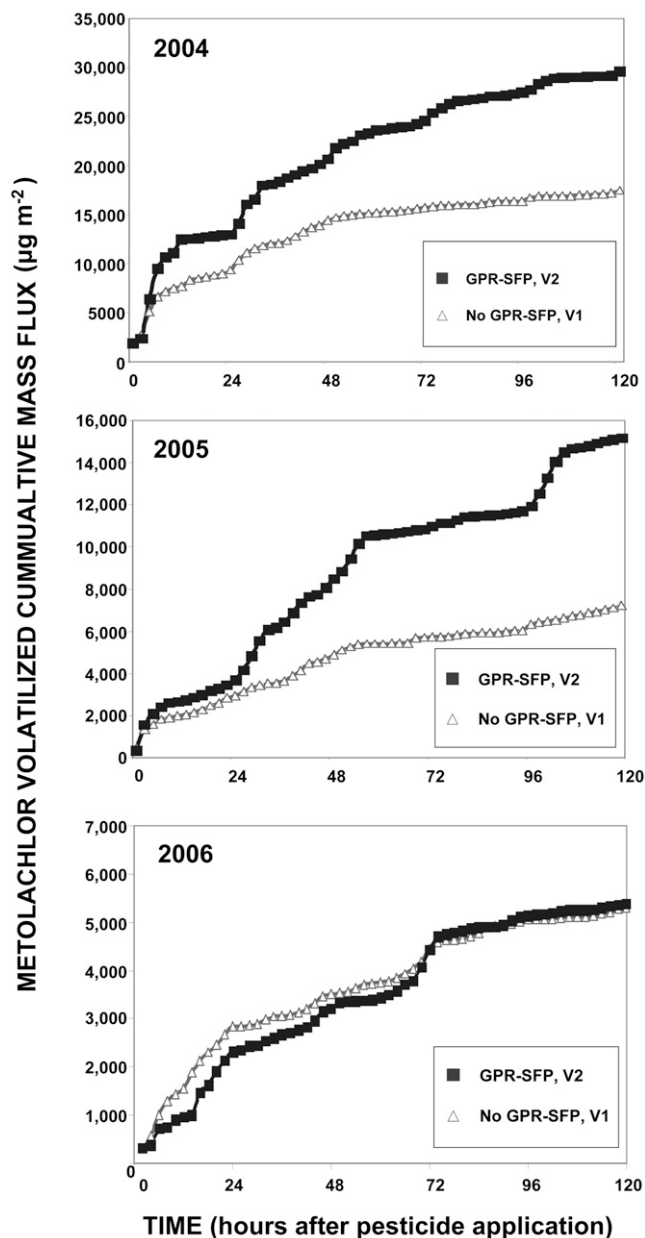 METOLACHLOR VOLATILIZED CUMMUALTIVE MASS FLUX (µg m-2)
2004
35,000
30,000
25,000
20,000
15,000
10,000
5000
0
GPR-SFP, V2
No GPR-SFP, V1
0 24 48 72 96 120
2005
16,000
14,000
12,000
10,000
8,000
6,000
4,000
2,000
0
GPR-SFP, V2
No GPR-SFP, V1
0 24 48 72 96 120
2006
7,000
6,000
5,000
4,000
3,000
2,000
1,000
0
GPR-SFP, V2
No GPR-SFP, V1
0 24 48 72 96 120
TIME (hours after pesticide application)